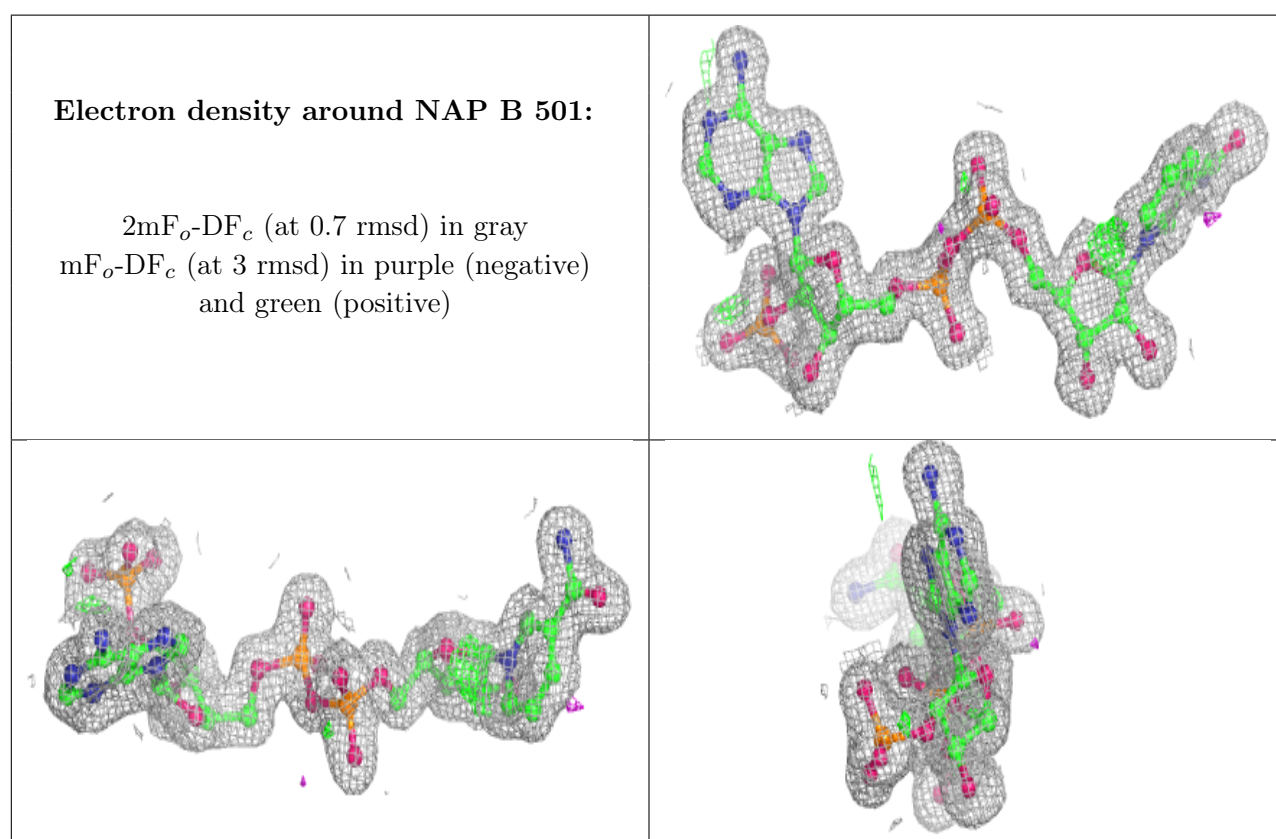 Electron density around NAP B 501:
2mFₒ-DF𝒸 (at 0.7 rmsd) in gray
mFₒ-DF𝒸 (at 3 rmsd) in purple (negative)
and green (positive)